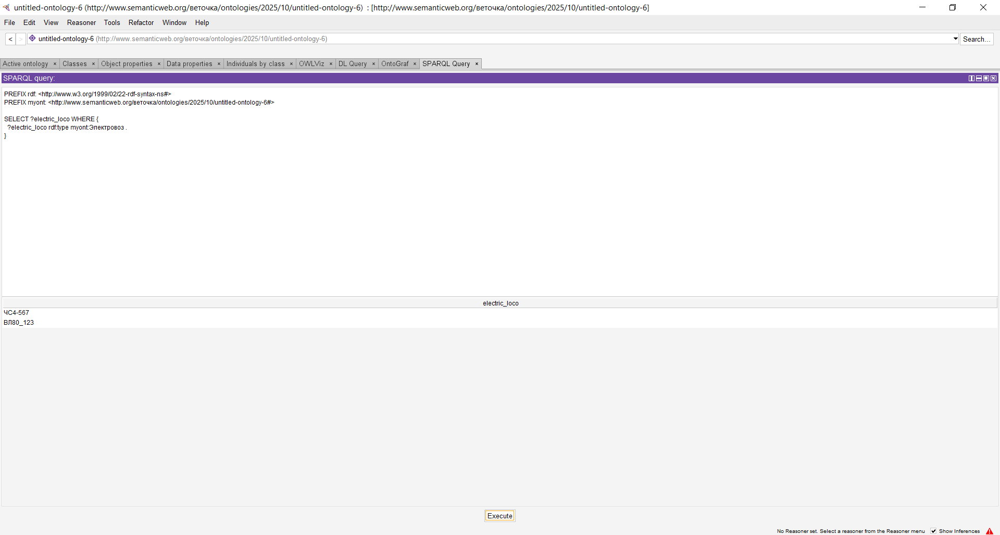 untitled-ontology-6 (http://www.semanticweb.org/веточка/ontologies/2025/10/untitled-ontology-6)  : [http://www.semanticweb.org/веточка/ontologies/2025/10/untitled-ontology-6]
File Edit View Reasoner Tools Refactor Window Help
< > untitled-ontology-6 (http://www.semanticweb.org/веточка/ontologies/2025/10/untitled-ontology-6) Search...
Active ontology × Classes × Object properties × Data properties × Individuals by class × OWLViz × DL Query × OntoGraf × SPARQL Query ×
SPARQL query:
PREFIX rdf: <http://www.w3.org/1999/02/22-rdf-syntax-ns#>
PREFIX myont: <http://www.semanticweb.org/веточка/ontologies/2025/10/untitled-ontology-6#>
SELECT ?electric_loco WHERE {
?electric_loco rdf:type myont:Электровоз .
}
electric_loco
ЧС4-567
ВЛ80_123
Execute
No Reasoner set. Select a reasoner from the Reasoner menu Show Inferences